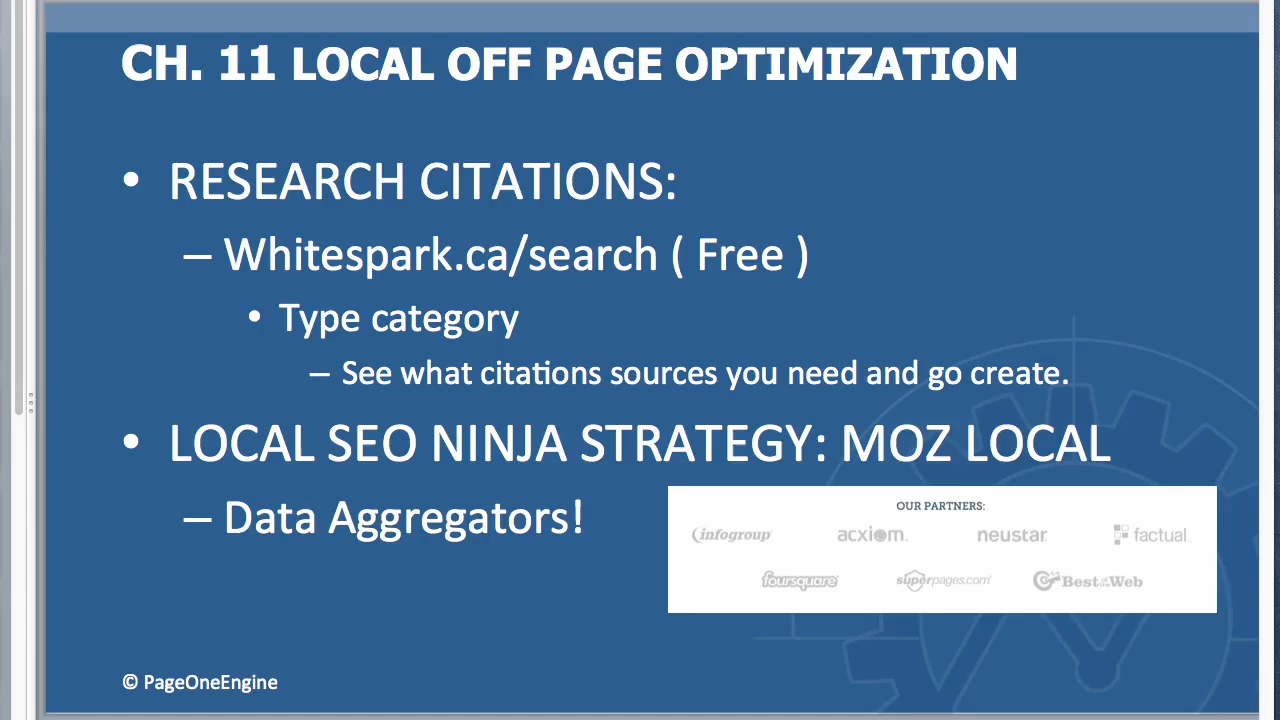 CH. 11 LOCAL OFF PAGE OPTIMIZATION
• RESEARCH CITATIONS:
– Whitespark.ca/search ( Free )
• Type category
– See what citations sources you need and go create.
• LOCAL SEO NINJA STRATEGY: MOZ LOCAL
– Data Aggregators!
OUR PARTNERS:
infogroup acxiom neustar factual
foursquare superpages.com Best of the Web
© PageOneEngine